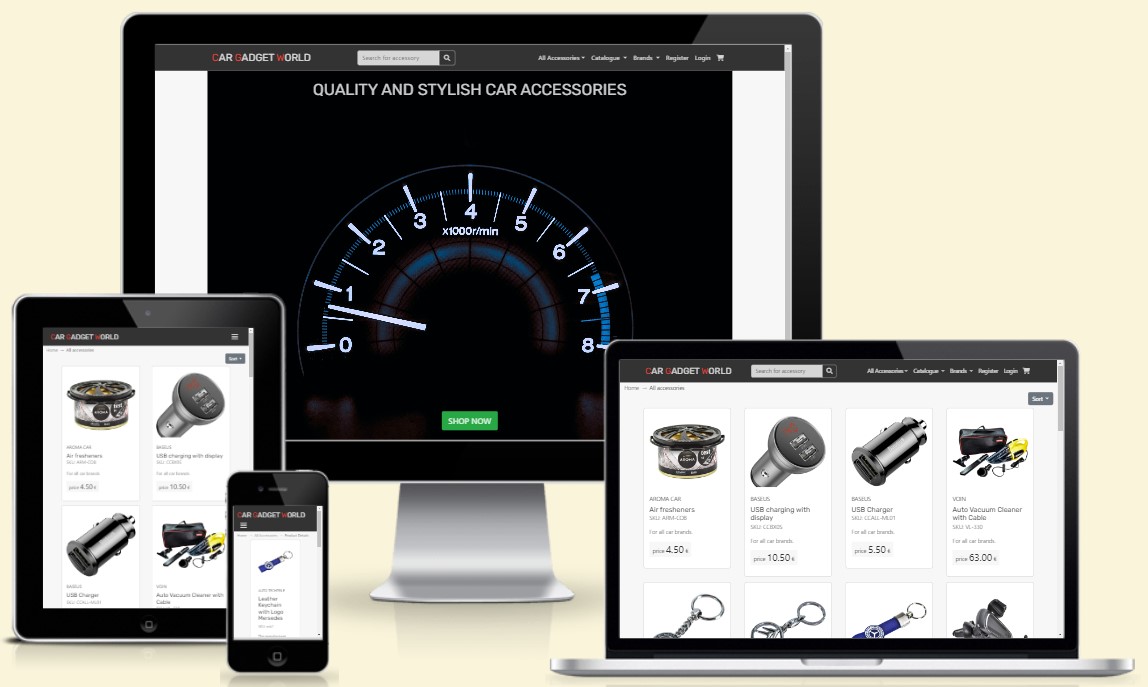 CAR GADGET WORLD
Search for accessory
All Accessories Catalogue Brands Register Login
QUALITY AND STYLISH CAR ACCESSORIES
0 1 2 3 4 5 6 7 8
x1000r/min
SHOP NOW
CAR GADGET WORLD
Home → All accessories
Sort
AROMA CAR
Air fresheners
SKU: ARM-CO8
For all car brands.
price 4.50 €
BASEUS
USB charging with display
SKU: CCBX0S
For all car brands.
price 10.50 €
BASEUS
USB Charger
SKU: CCALL-ML01
VOIN
Auto Vacuum Cleaner with
Cable
CAR GADGET WORLD
Home → All accessories → Product Details
Leather
Keychain
with Logo
Mersedes
CAR GADGET WORLD
Search for accessory
All Accessories Catalogue Brands Register Login
Home → All accessories
Sort
AROMA
AROMA CAR
Air fresheners
SKU: ARM-CO8
For all car brands.
price 4.50 €
BASEUS
USB charging with
display
SKU: CCBX0S
For all car brands.
price 10.50 €
BASEUS
USB Charger
SKU: CCALL-ML01
For all car brands.
price 5.50 €
VOIN
Auto Vacuum Cleaner
with Cable
SKU: VL-330
For all car brands.
price 63.00 €